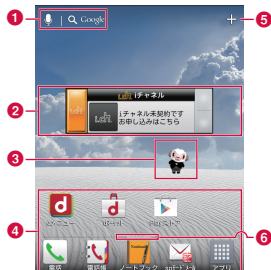 1
Google
+
5
2
iチャネル
iチャネル未契約です
お申し込みはこちら
3
4
dメニュー
dマーケット
Playストア
6
電話
電話帳
ノートブック
spモードメール
アプリ